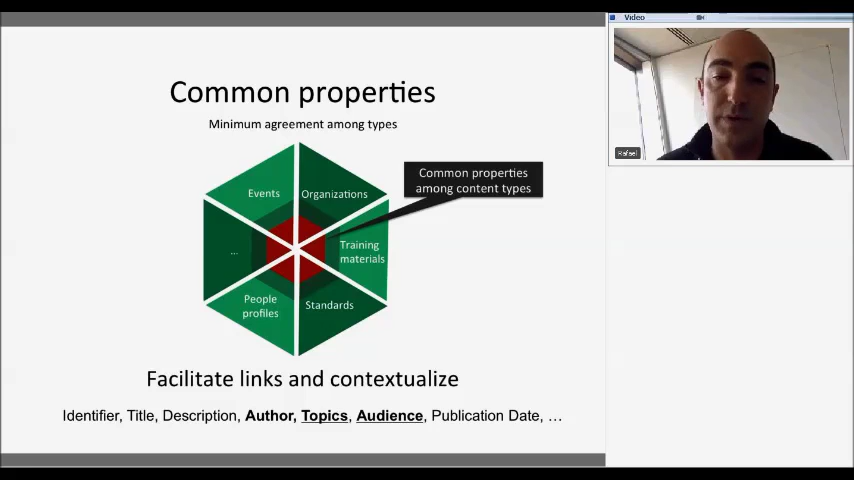 Video
Common properties
Minimum agreement among types
Events
Organizations
Common properties
among content types
...
Training
materials
People
profiles
Standards
Rafael
Facilitate links and contextualize
Identifier, Title, Description, Author, Topics, Audience, Publication Date, ...